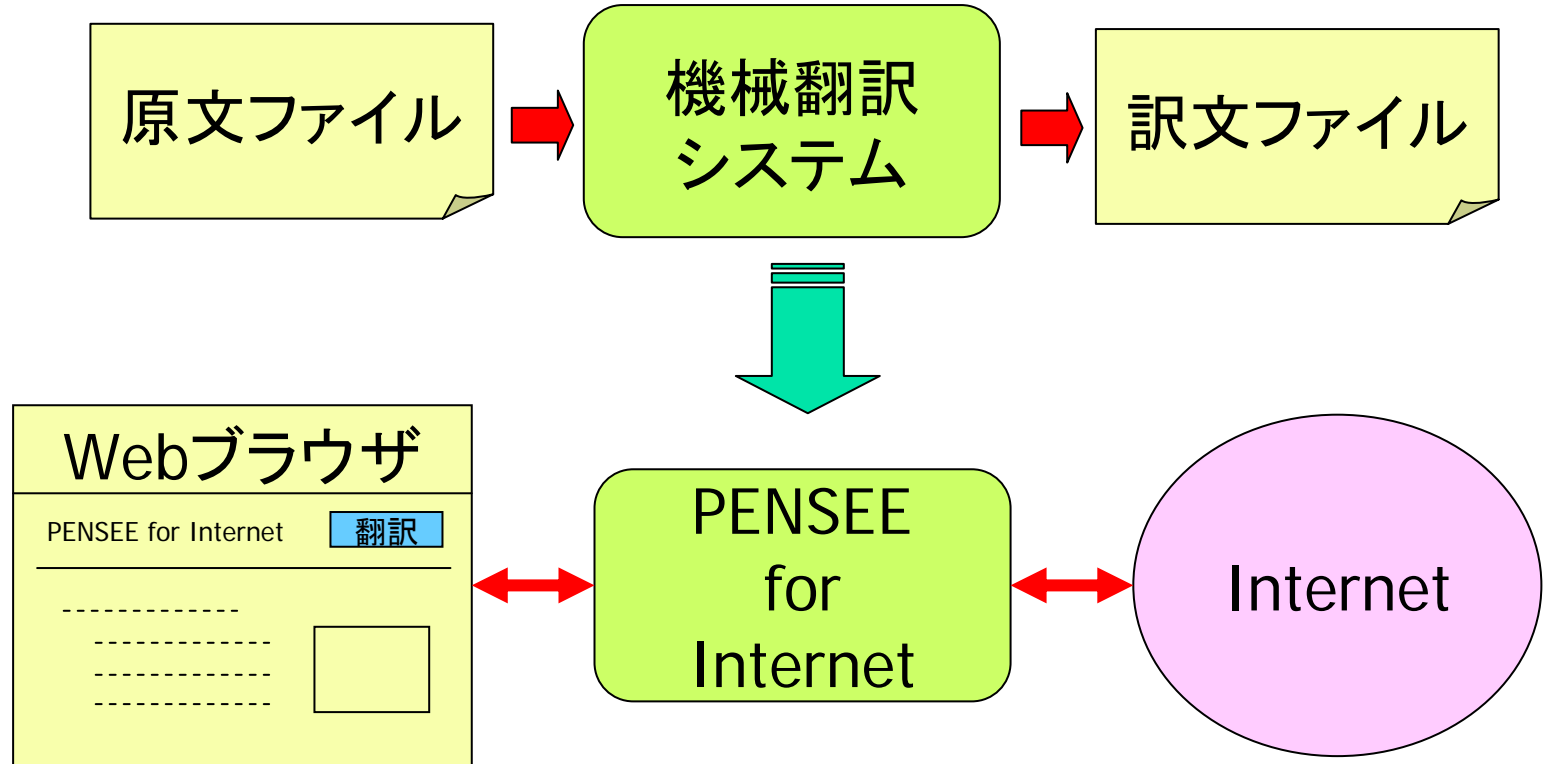 原文ファイル
機械翻訳
システム
訳文ファイル
Webブラウザ
PENSEE for Internet
翻訳
PENSEE
for
Internet
Internet